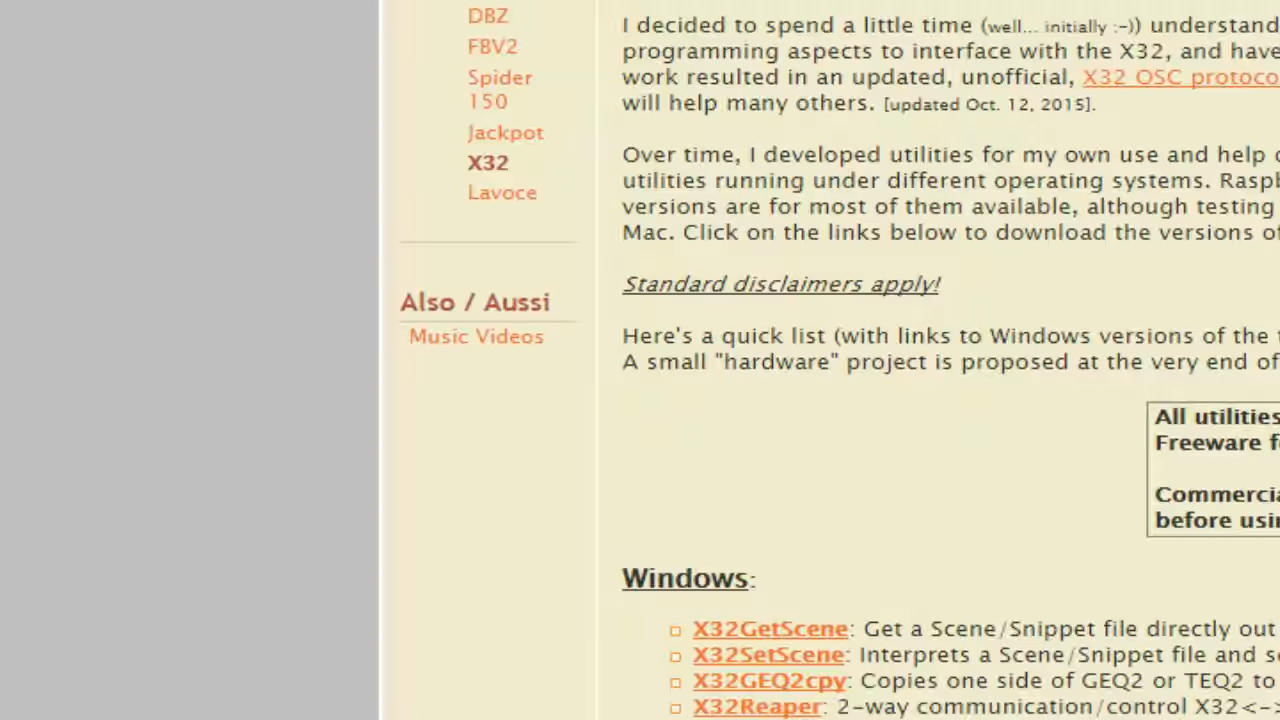 DBZ
FBV2
Spider
150
Jackpot
X32
Lavoce
Also / Aussi
Music Videos
I decided to spend a little time (well... initially :-)) understand
programming aspects to interface with the X32, and have
work resulted in an updated, unofficial, X32 OSC protoco
will help many others. [updated Oct. 12, 2015].
Over time, I developed utilities for my own use and help
utilities running under different operating systems. Rasp
versions are for most of them available, although testing
Mac. Click on the links below to download the versions of
Standard disclaimers apply!
Here's a quick list (with links to Windows versions of the
A small "hardware" project is proposed at the very end of
All utilities
Freeware f
Commercia
before usi
Windows:
X32GetScene: Get a Scene/Snippet file directly out
X32SetScene: Interprets a Scene/Snippet file and s
X32GEQ2cpy: Copies one side of GEQ2 or TEQ2 to
X32Reaper: 2-way communication/control X32<->